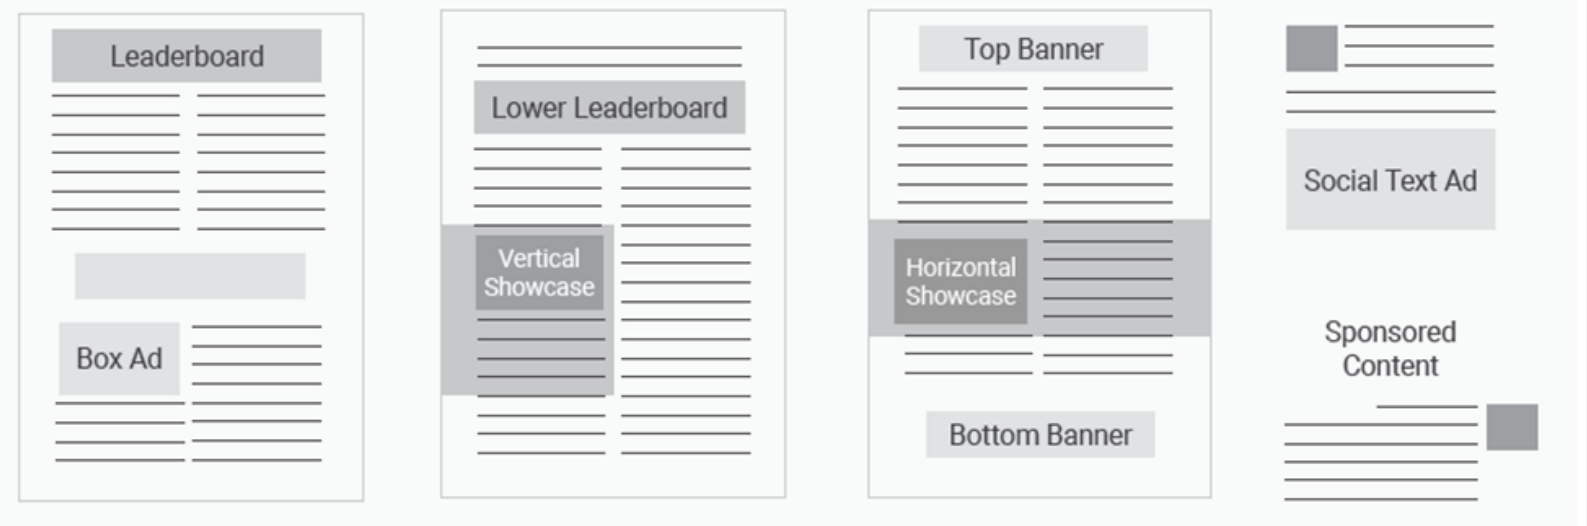 Leaderboard
Box Ad
Lower Leaderboard
Vertical
Showcase
Top Banner
Horizontal
Showcase
Bottom Banner
Social Text Ad
Sponsored
Content